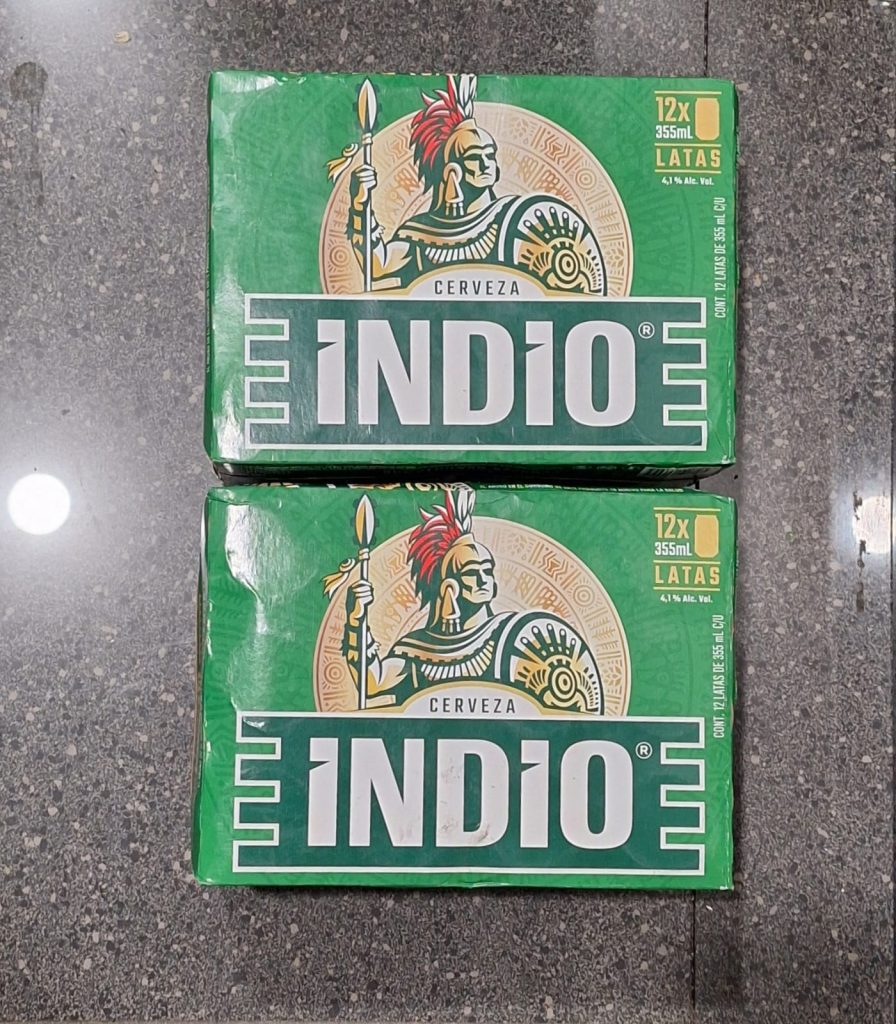 12x
355mL
LATAS
4,1 % Alc. Vol.
CONT. 12 LATAS DE 355 mL C/U
CERVEZA
INDIO®
12x
355mL
LATAS
4,1 % Alc. Vol.
CONT. 12 LATAS DE 355 mL C/U
CERVEZA
INDIO®